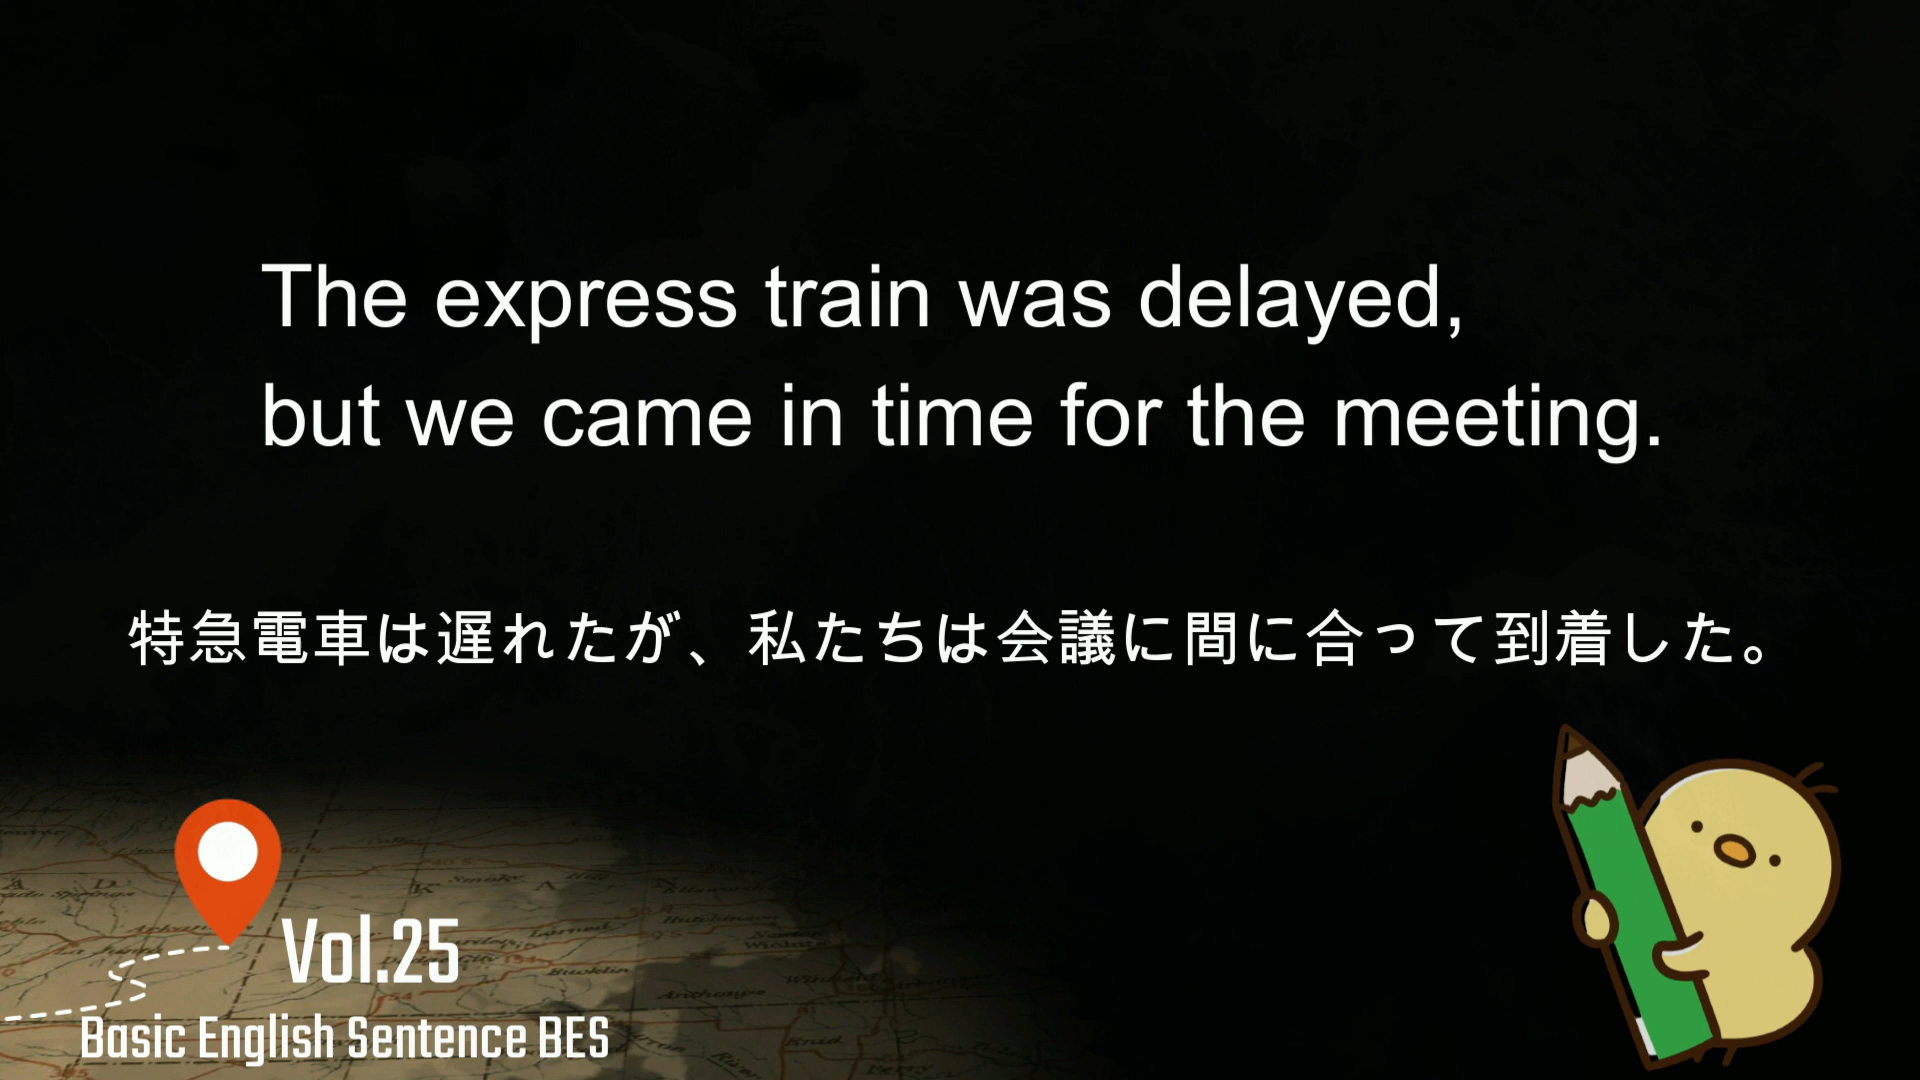 The express train was delayed,
but we came in time for the meeting.
特急電車は遅れたが、私たちは会議に間に合って到着した。
Vol.25
Basic English Sentence BES